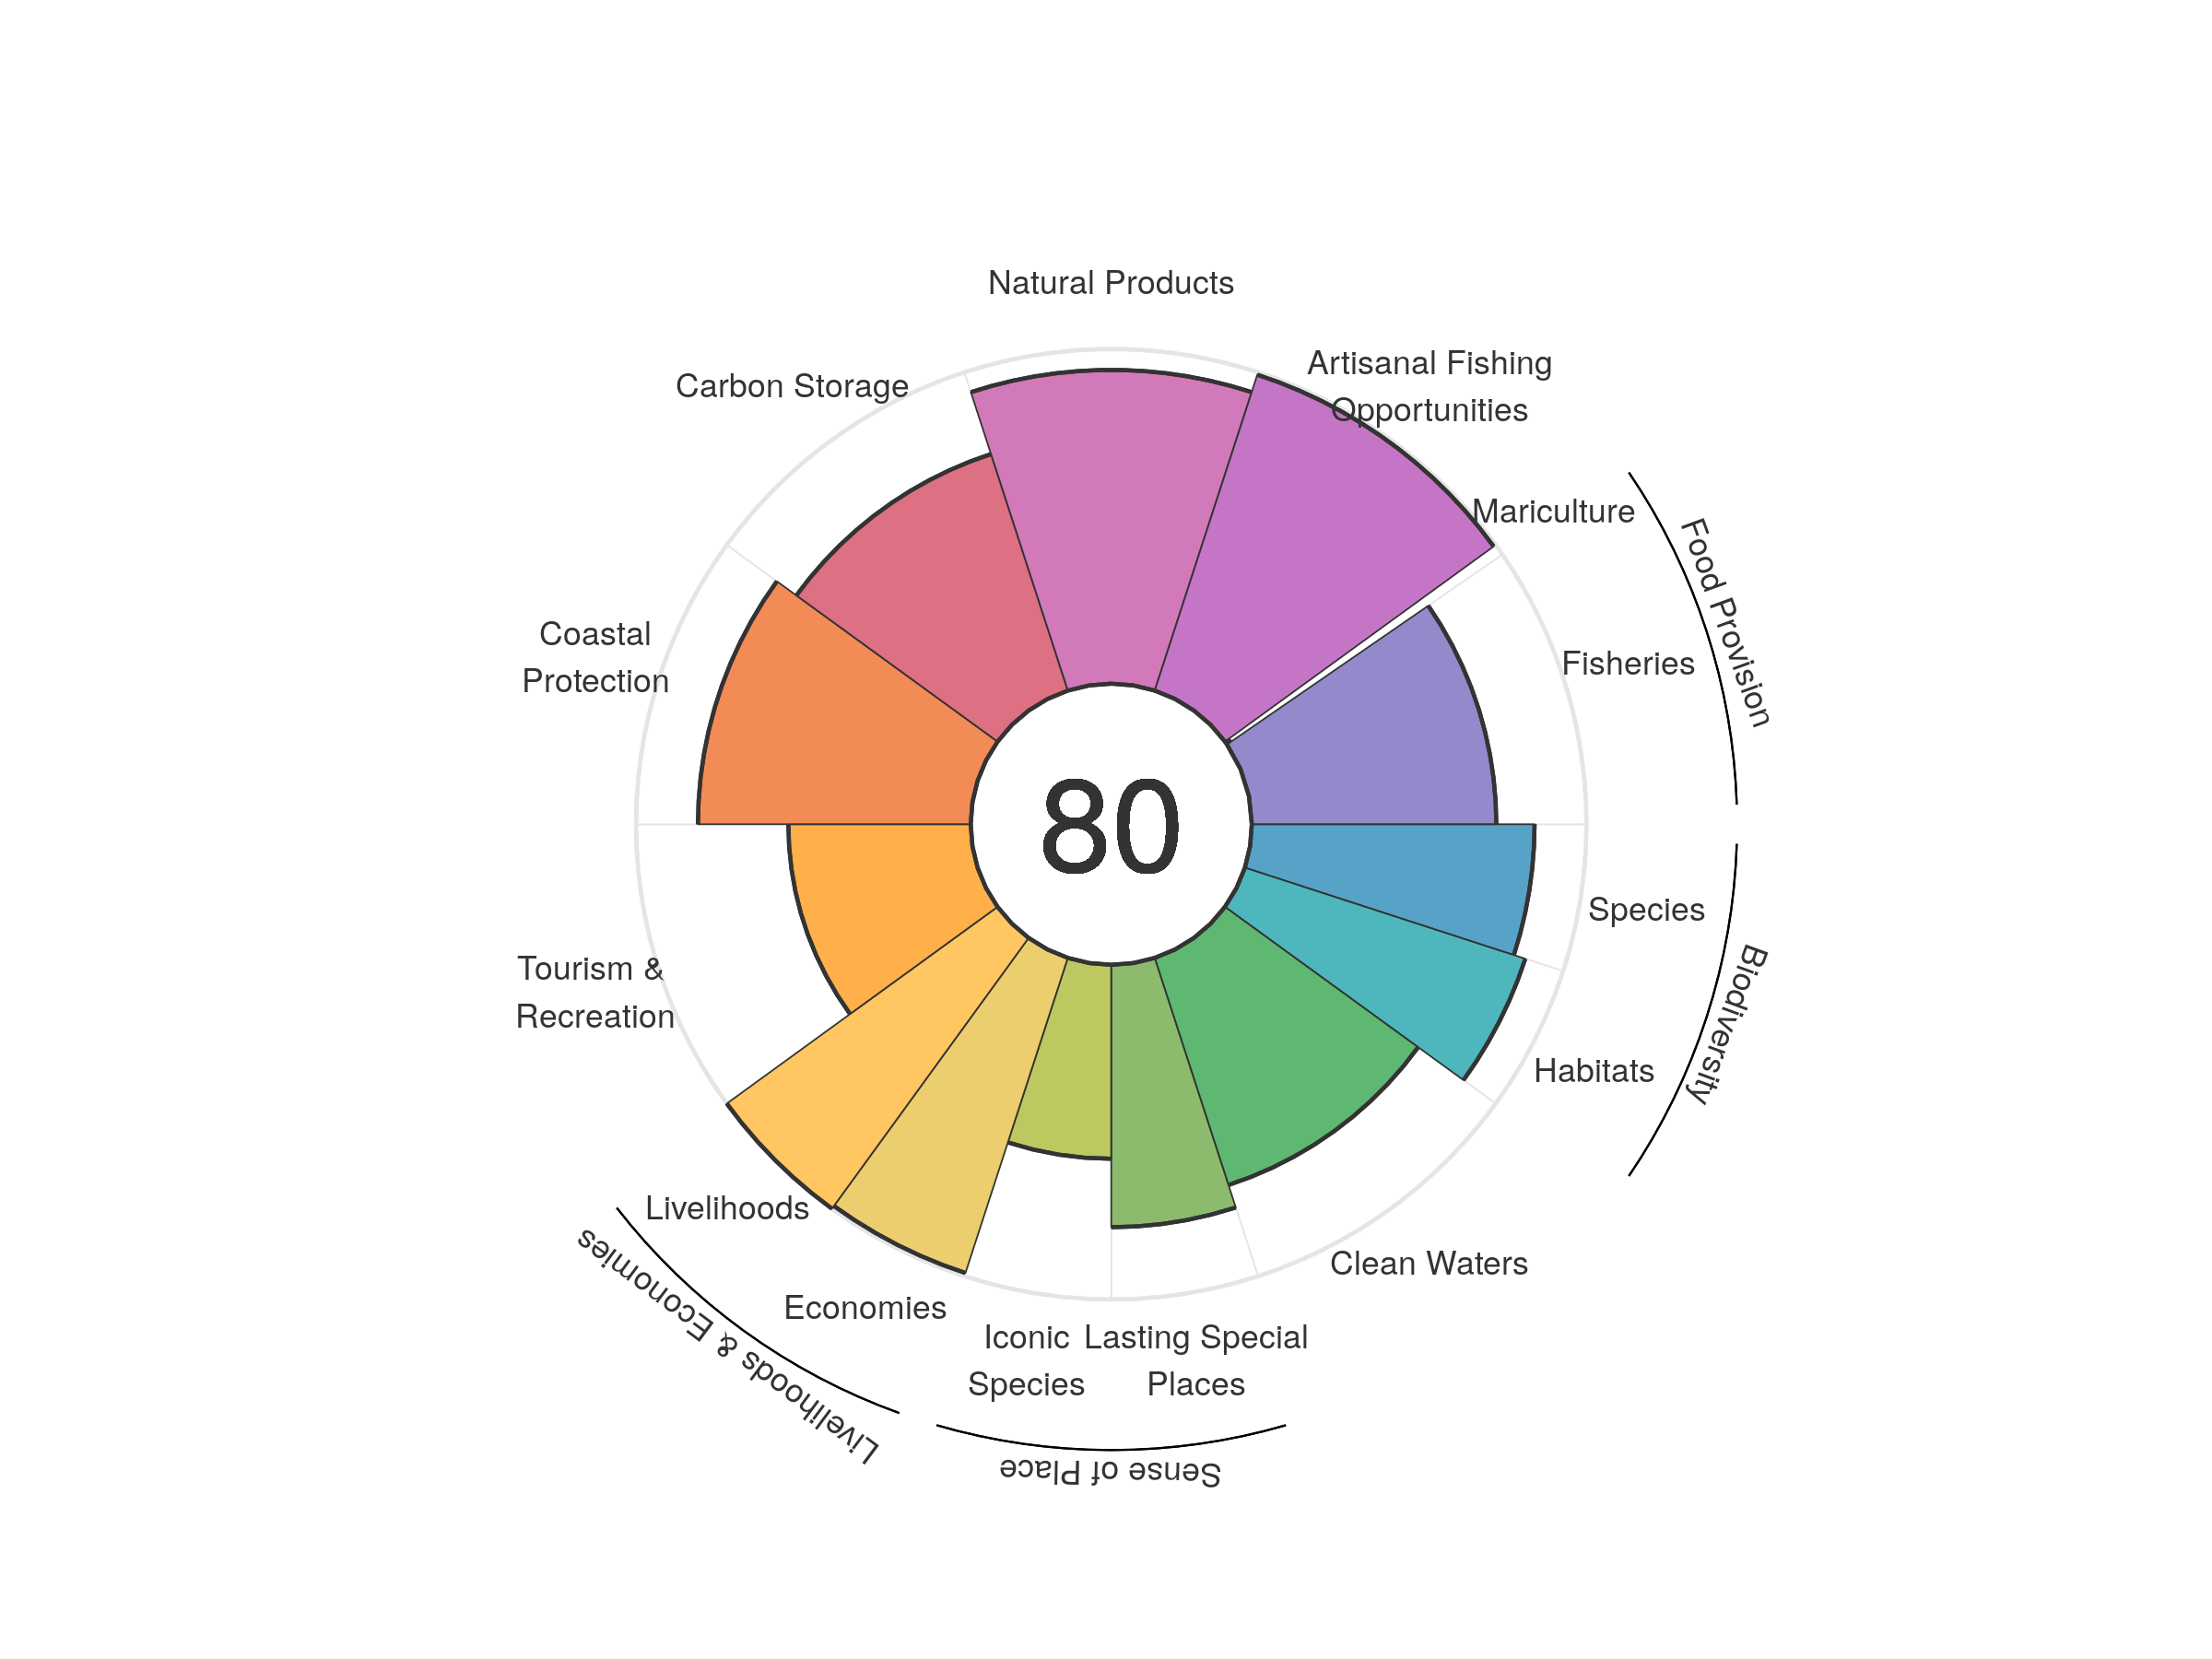 Natural Products
Artisanal Fishing
Opportunities
Carbon Storage
Mariculture
Food Provision
Coastal
Protection
Fisheries
80
Species
Biodiversity
Tourism &
Recreation
Habitats
Livelihoods
Clean Waters
Livelihoods & Economies
Economies
Iconic
Species
Lasting Special
Places
Sense of Place